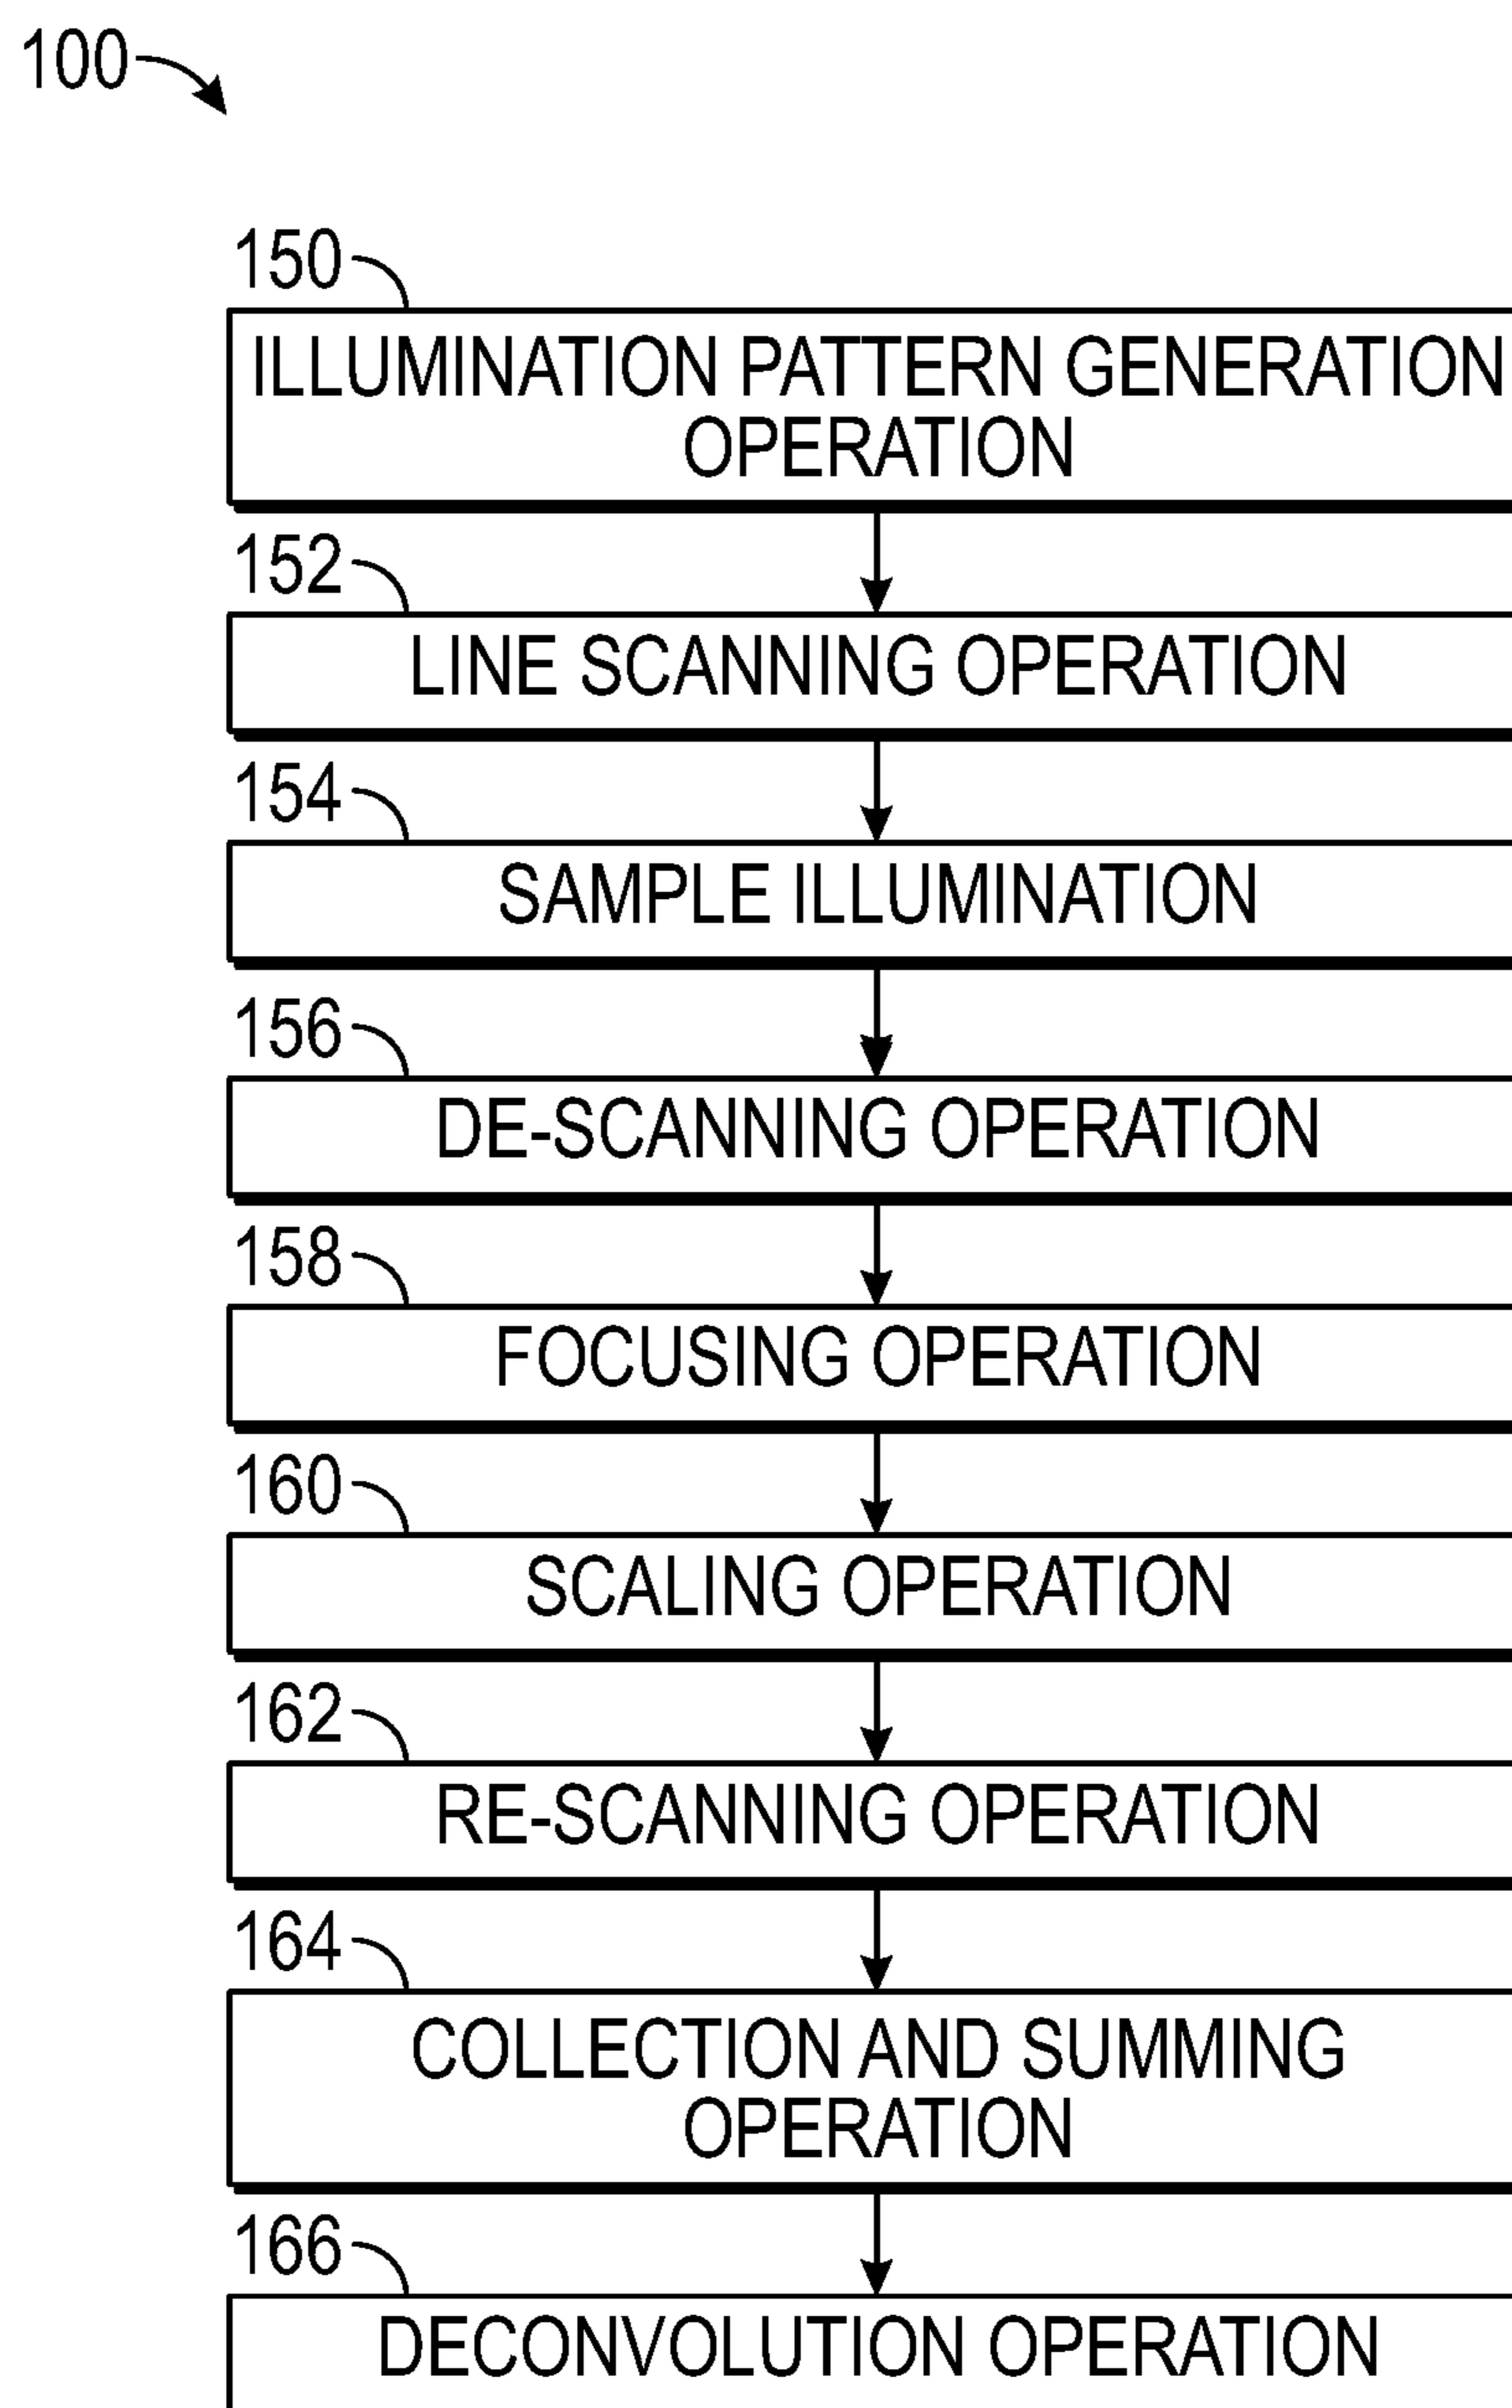 100
150
ILLUMINATION PATTERN GENERATION
OPERATION
152
LINE SCANNING OPERATION
154
SAMPLE ILLUMINATION
156
DE-SCANNING OPERATION
158
FOCUSING OPERATION
160
SCALING OPERATION
162
RE-SCANNING OPERATION
164
COLLECTION AND SUMMING
OPERATION
166
DECONVOLUTION OPERATION